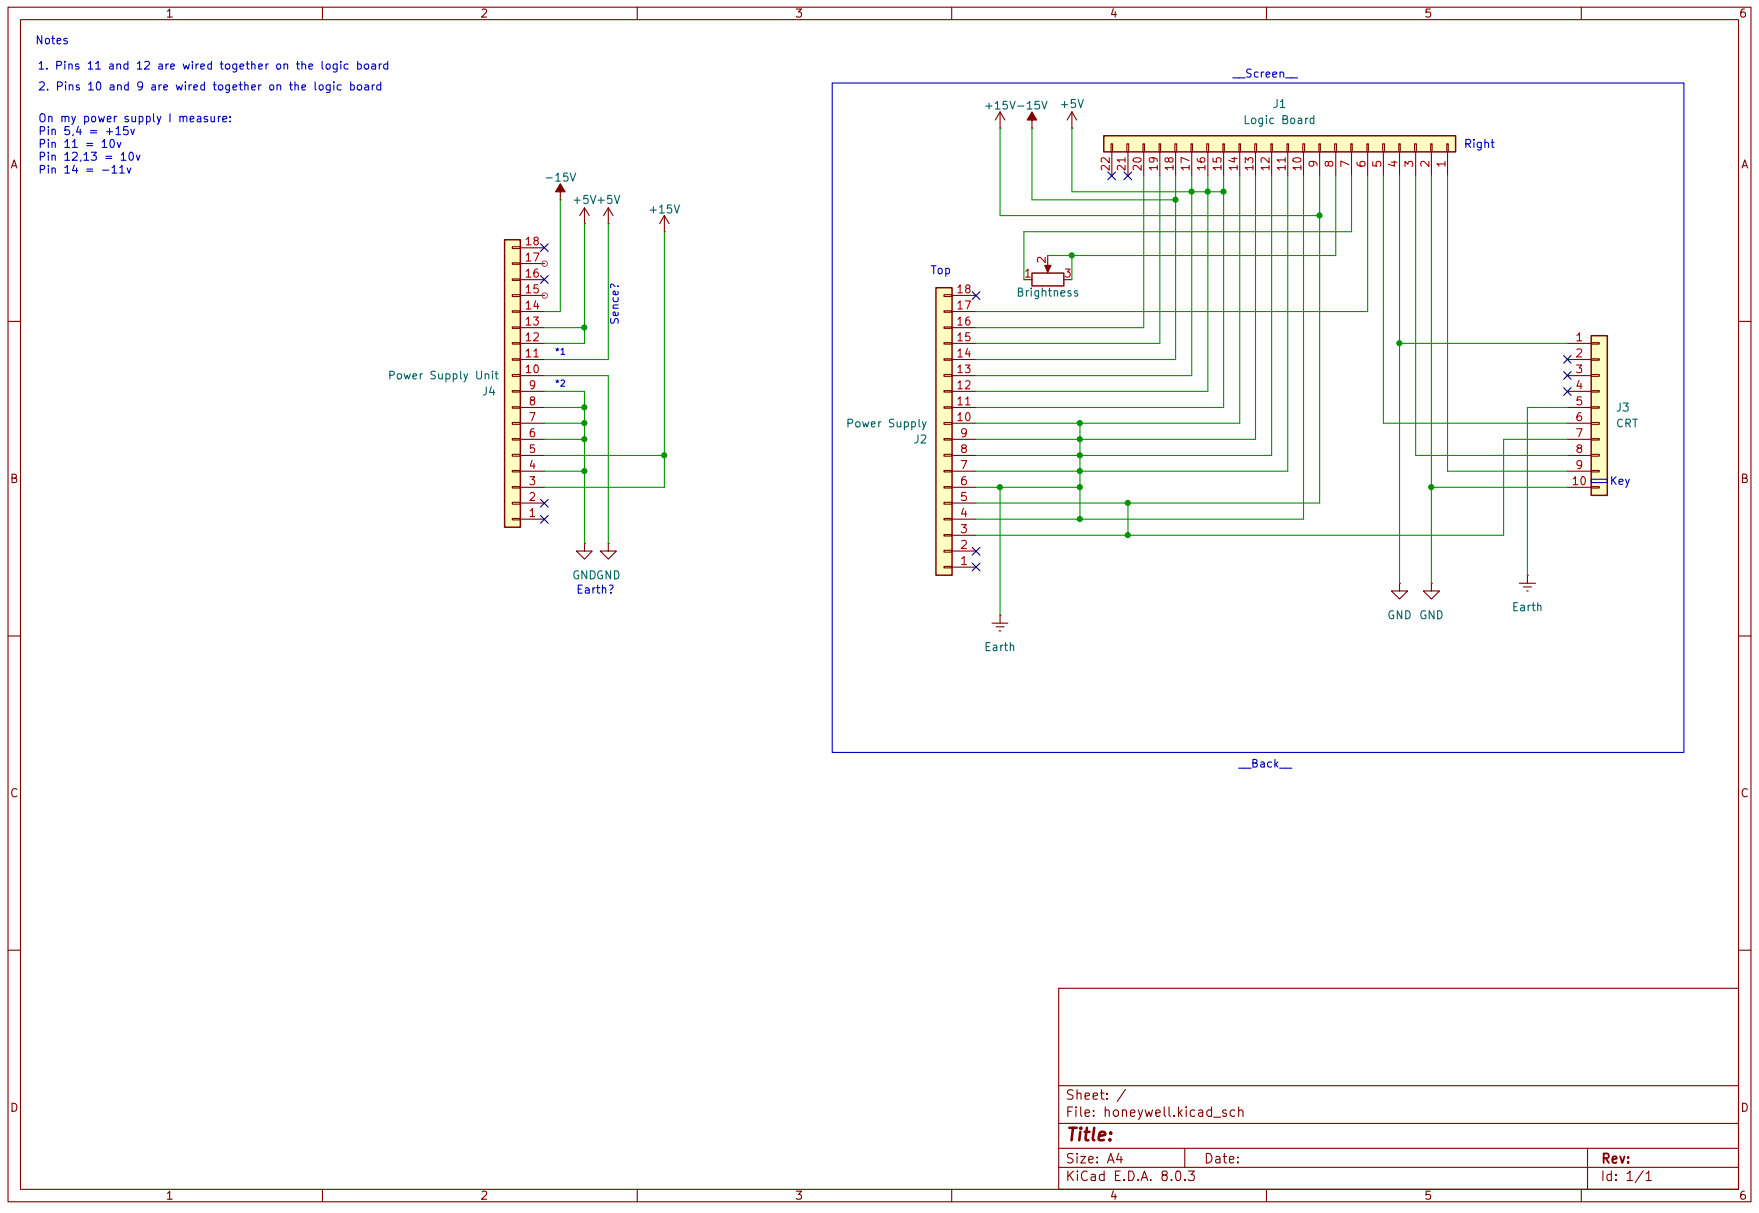 1 2 3 4 5 6
Notes
1. Pins 11 and 12 are wired together on the logic board
2. Pins 10 and 9 are wired together on the logic board
On my power supply I measure:
Pin 5,4 = +15v
Pin 11 = 10v
Pin 12,13 = 10v
Pin 14 = -11v
A
-15V
+5V+5V
+15V
18
17
16
15
14
13
12
11
10
9
8
7
6
5
4
3
2
1
Sence?
*1
*2
Power Supply Unit
J4
GNDGND
Earth?
__Screen__
+15V-15V +5V
J1
Logic Board
Right
22 21 20 19 18 17 16 15 14 13 12 11 10 9 8 7 6 5 4 3 2 1
A
1 2 3
Brightness
Top
18
17
16
15
14
13
12
11
10
9
8
7
6
5
4
3
2
1
Power Supply
J2
Earth
1
2
3
4
5
6
7
8
9
10
J3
CRT
Key
GND GND
Earth
B B
__Back__
C C
D D
Sheet: /
File: honeywell.kicad_sch
Title:
Size: A4 Date: Rev:
KiCad E.D.A. 8.0.3 Id: 1/1
1 2 3 4 5 6